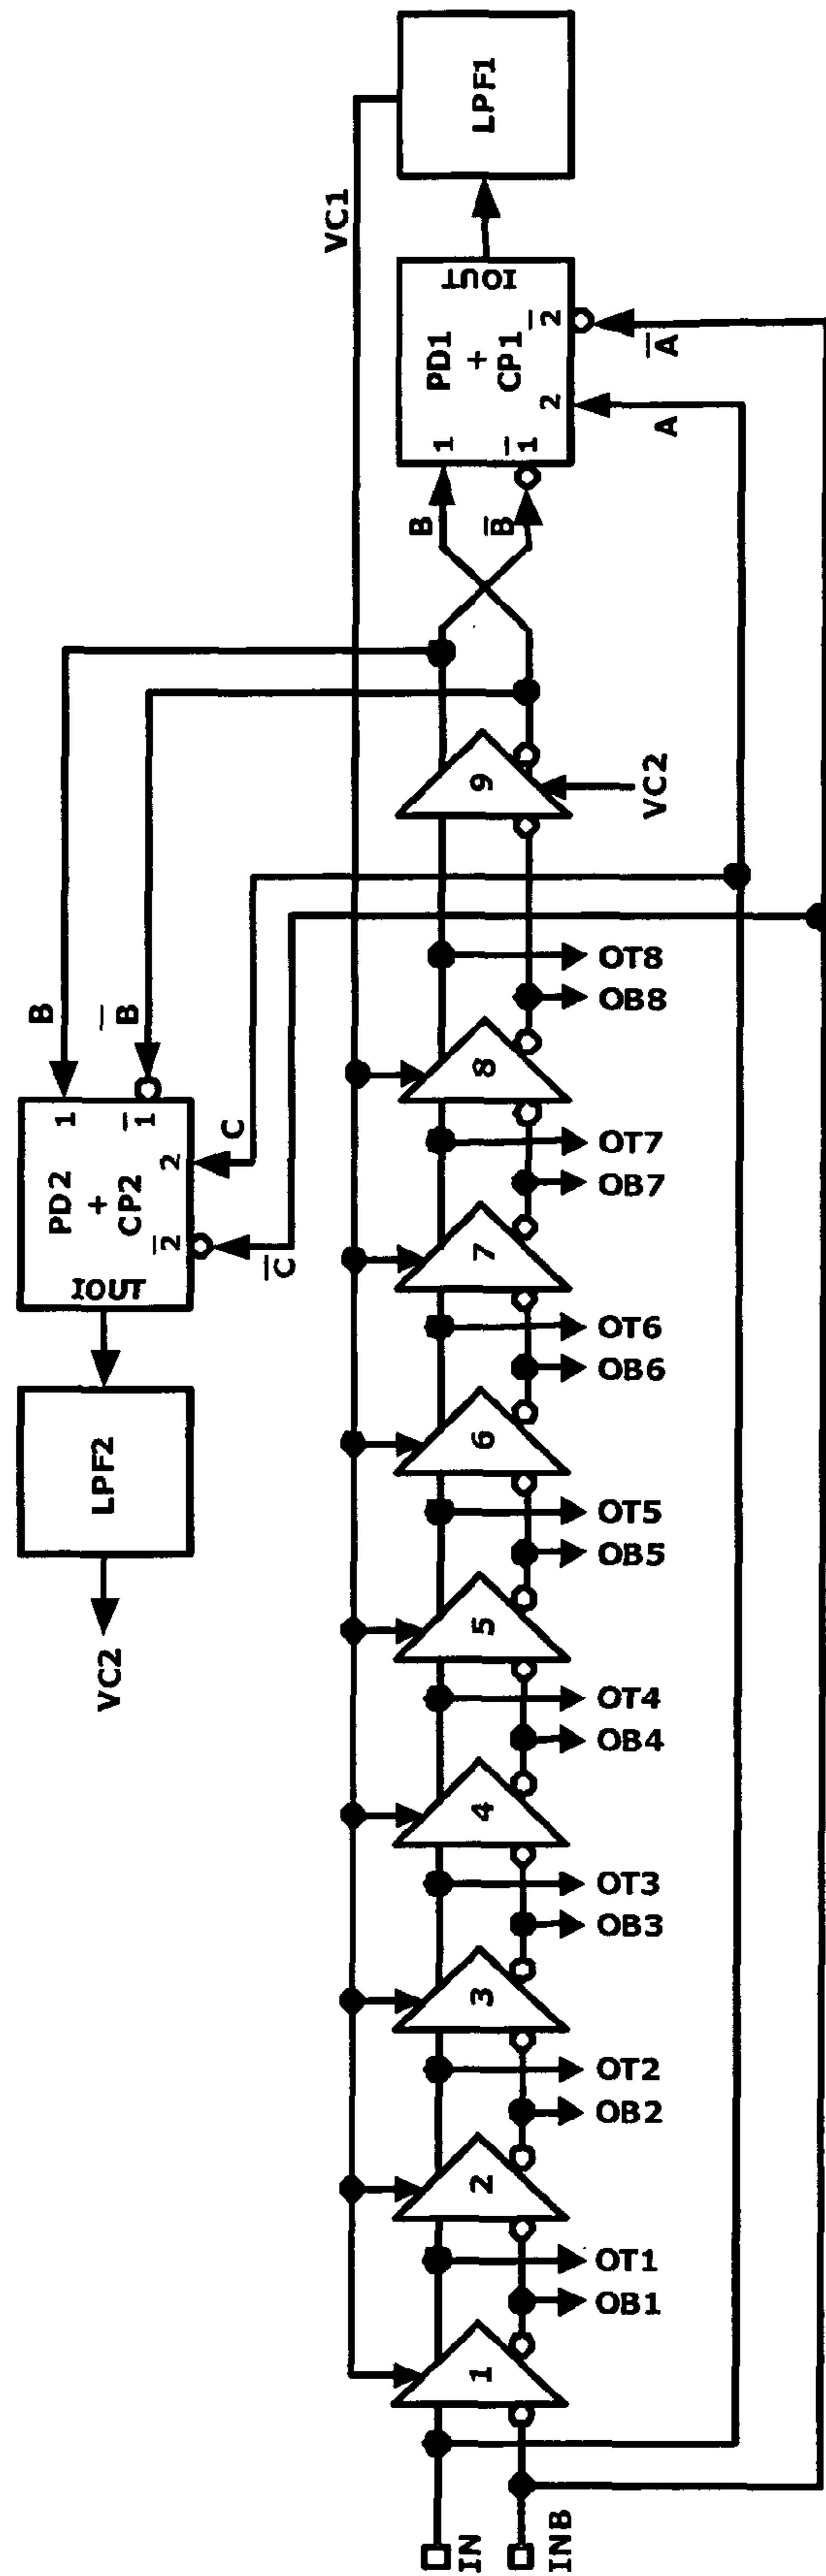 VC2
LPF2
IOUT
PD2
+
CP2
1
1̅
2̅
2
B
B̅
C̅
C
VC1
IN
INB
1
2
3
4
5
6
7
8
9
OT1
OB1
OT2
OB2
OT3
OB3
OT4
OB4
OT5
OB5
OT6
OB6
OT7
OB7
OT8
OB8
VC2
B
B̅
1
1̅
PD1
+
CP1
2
2̅
IOUT
A
A̅
LPF1